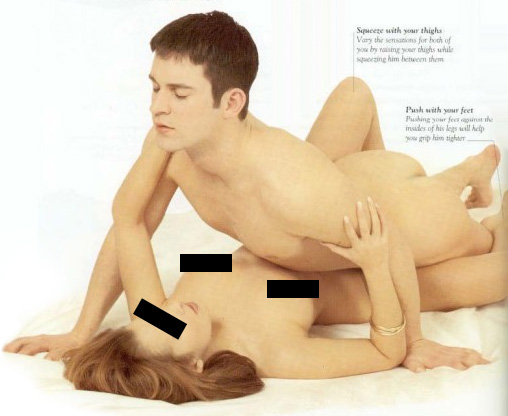 Squeeze with your thighs
Vary the sensations for both of
you by raising your thighs while
squeezing him between them
Push with your feet
Pushing your feet against the
insides of his legs will help
you grip him tighter